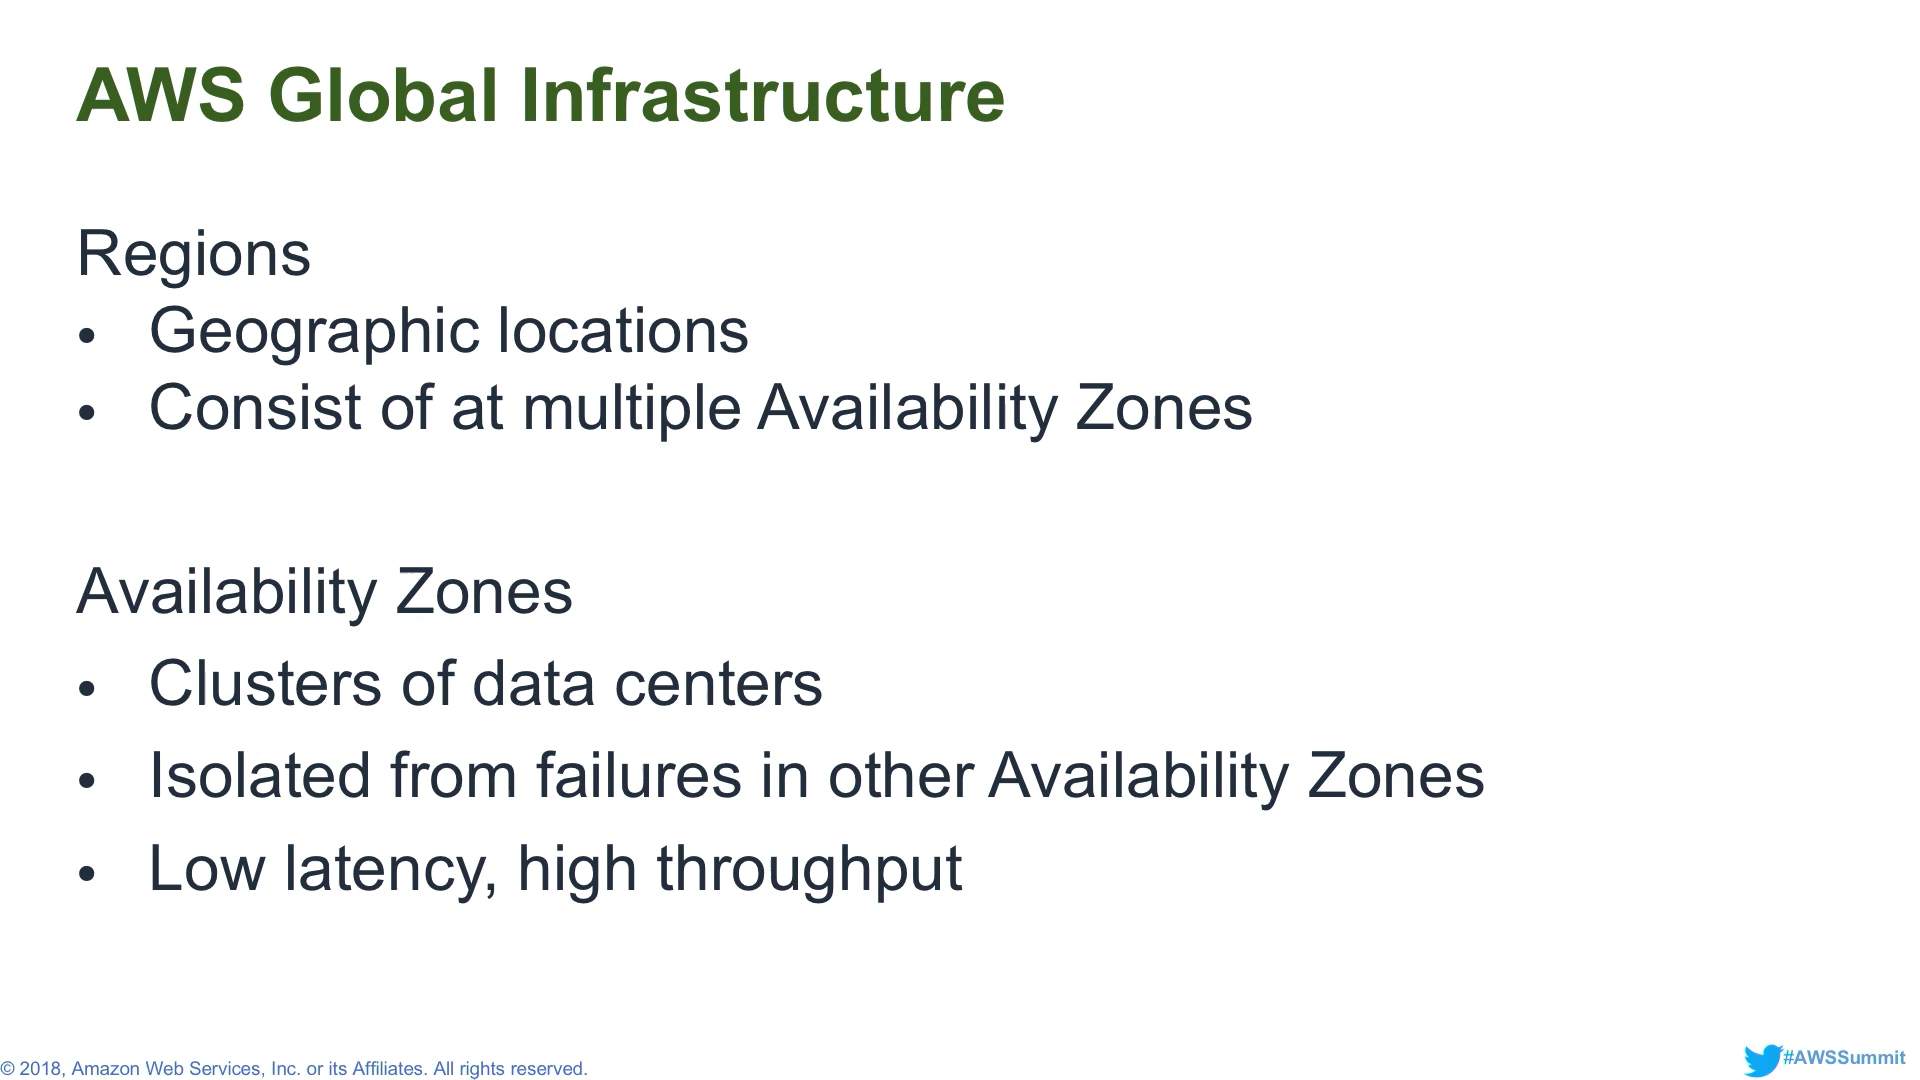 AWS Global Infrastructure
Regions
• Geographic locations
• Consist of at multiple Availability Zones
Availability Zones
• Clusters of data centers
• Isolated from failures in other Availability Zones
• Low latency, high throughput
© 2018, Amazon Web Services, Inc. or its Affiliates. All rights reserved.
#AWSSummit